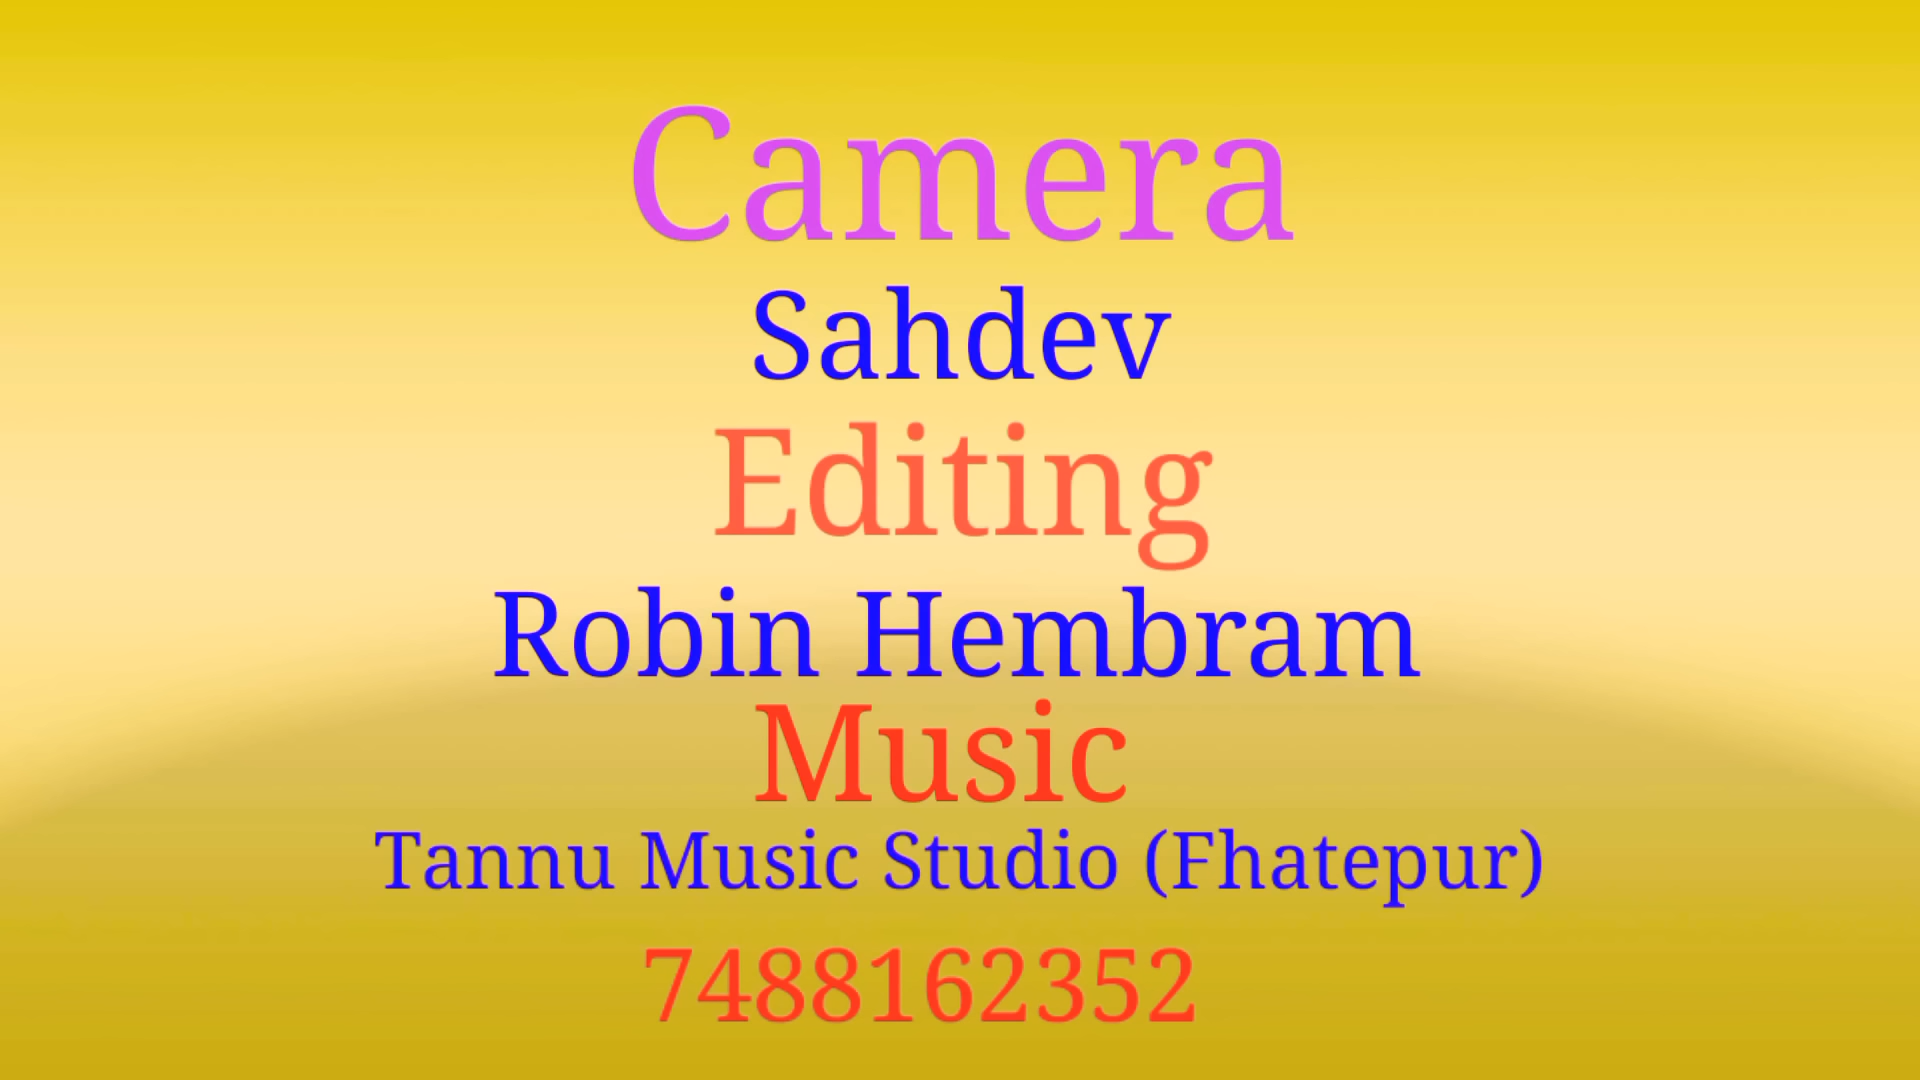 Camera
Sahdev
Editing
Robin Hembram
Music
Tannu Music Studio (Fhatepur)
7488162352